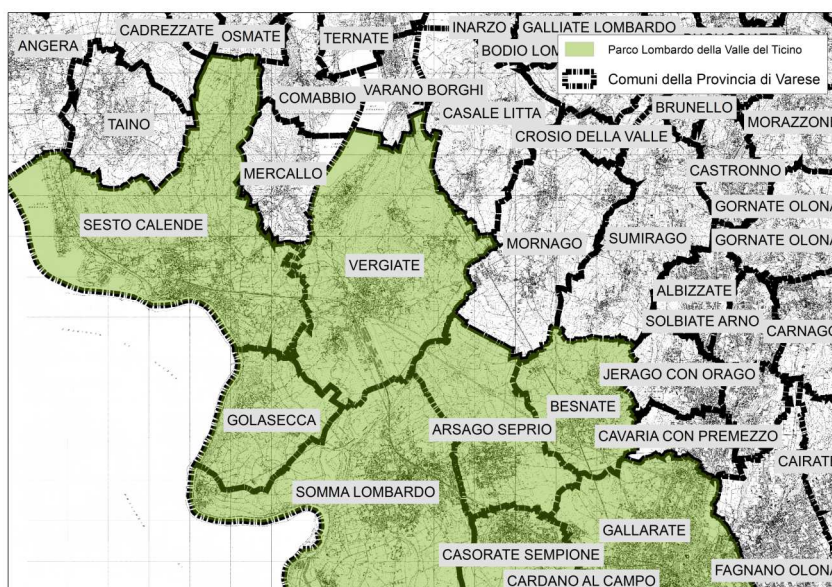 CADREZZATE
INARZO
GALLIATE LOMBARDO
ANGERA
OSMATE
TERNATE
BODIO LOM
Parco Lombardo della Valle del Ticino
Comuni della Provincia di Varese
COMABBIO
VARANO BORGHI
CASALE LITTA
BRUNELLO
MORAZZONE
TAINO
CROSIO DELLA VALLE
MERCALLO
CASTRONNO
GORNATE OLONA
SESTO CALENDE
MORNAGO
SUMIRAGO
GORNATE OLONA
VERGIATE
ALBIZZATE
SOLBIATE ARNO
CARNAGO
JERAGO CON ORAGO
BESNATE
GOLASECCA
ARSAGO SEPRIO
CAVARIA CON PREMEZZO
CAIRATE
SOMMA LOMBARDO
GALLARATE
CASORATE SEMPIONE
FAGNANO OLONA
CARDANO AL CAMPO